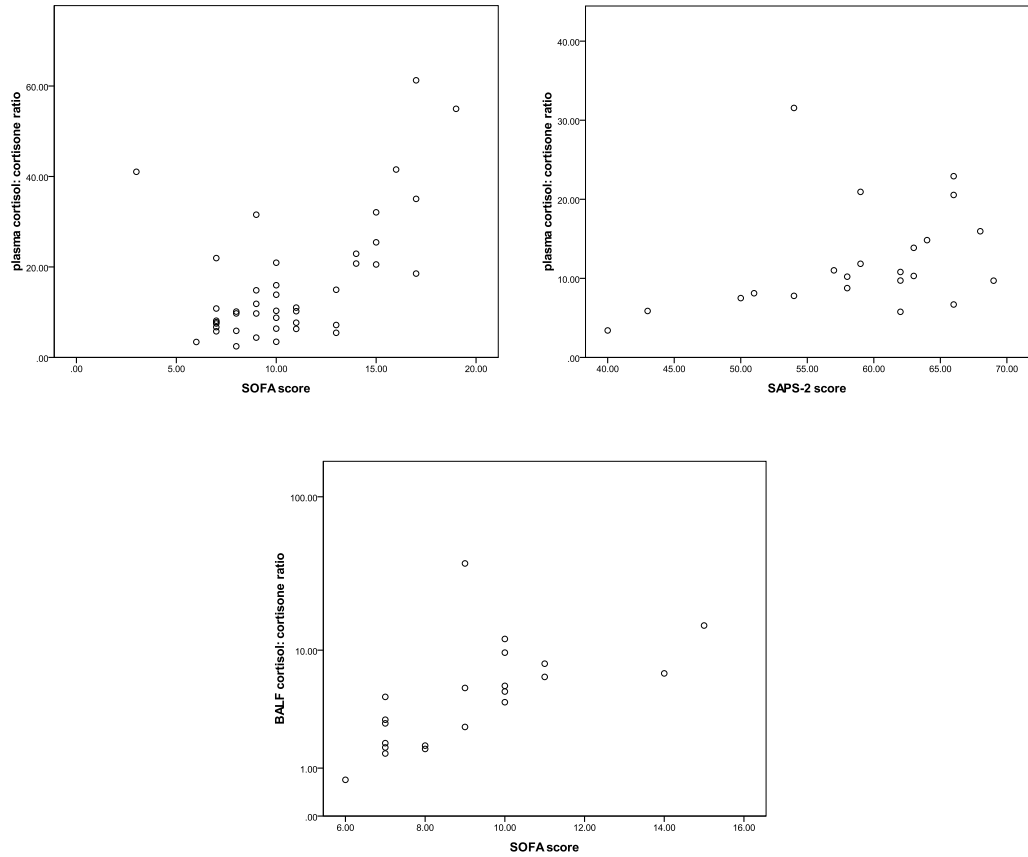 plasma cortisol: cortisone ratio
60.00
40.00
20.00
.00
.00 5.00 10.00 15.00 20.00
SOFA score
plasma cortisol: cortisone ratio
40.00
30.00
20.00
10.00
.00
40.00 45.00 50.00 55.00 60.00 65.00 70.00
SAPS-2 score
BALF cortisol: cortisone ratio
100.00
10.00
1.00
.00
6.00 8.00 10.00 12.00 14.00 16.00
SOFA score